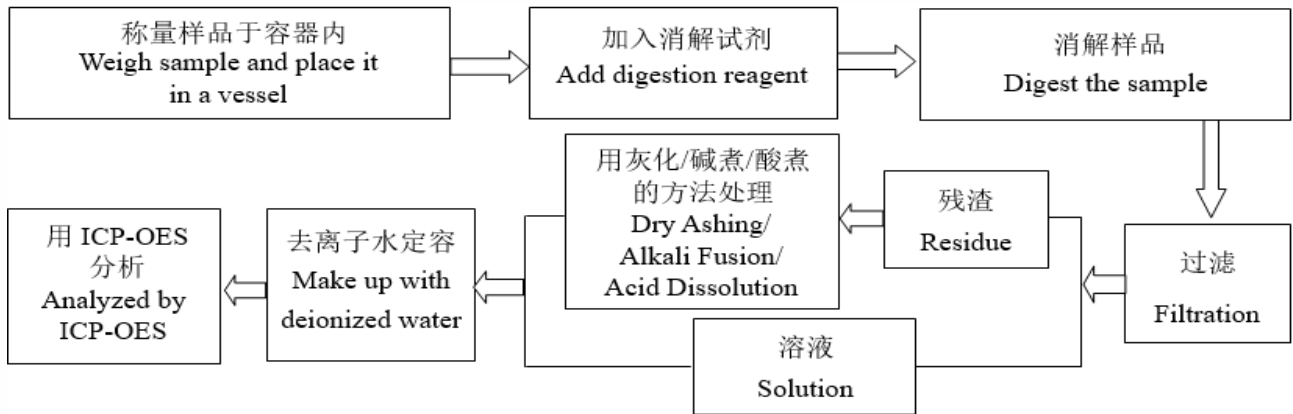 称量样品于容器内
Weigh sample and place it
in a vessel
加入消解试剂
Add digestion reagent
消解样品
Digest the sample
过滤
Filtration
残渣
Residue
用灰化/碱煮/酸煮
的方法处理
Dry Ashing/
Alkali Fusion/
Acid Dissolution
溶液
Solution
去离子水定容
Make up with
deionized water
用 ICP-OES
分析
Analyzed by
ICP-OES